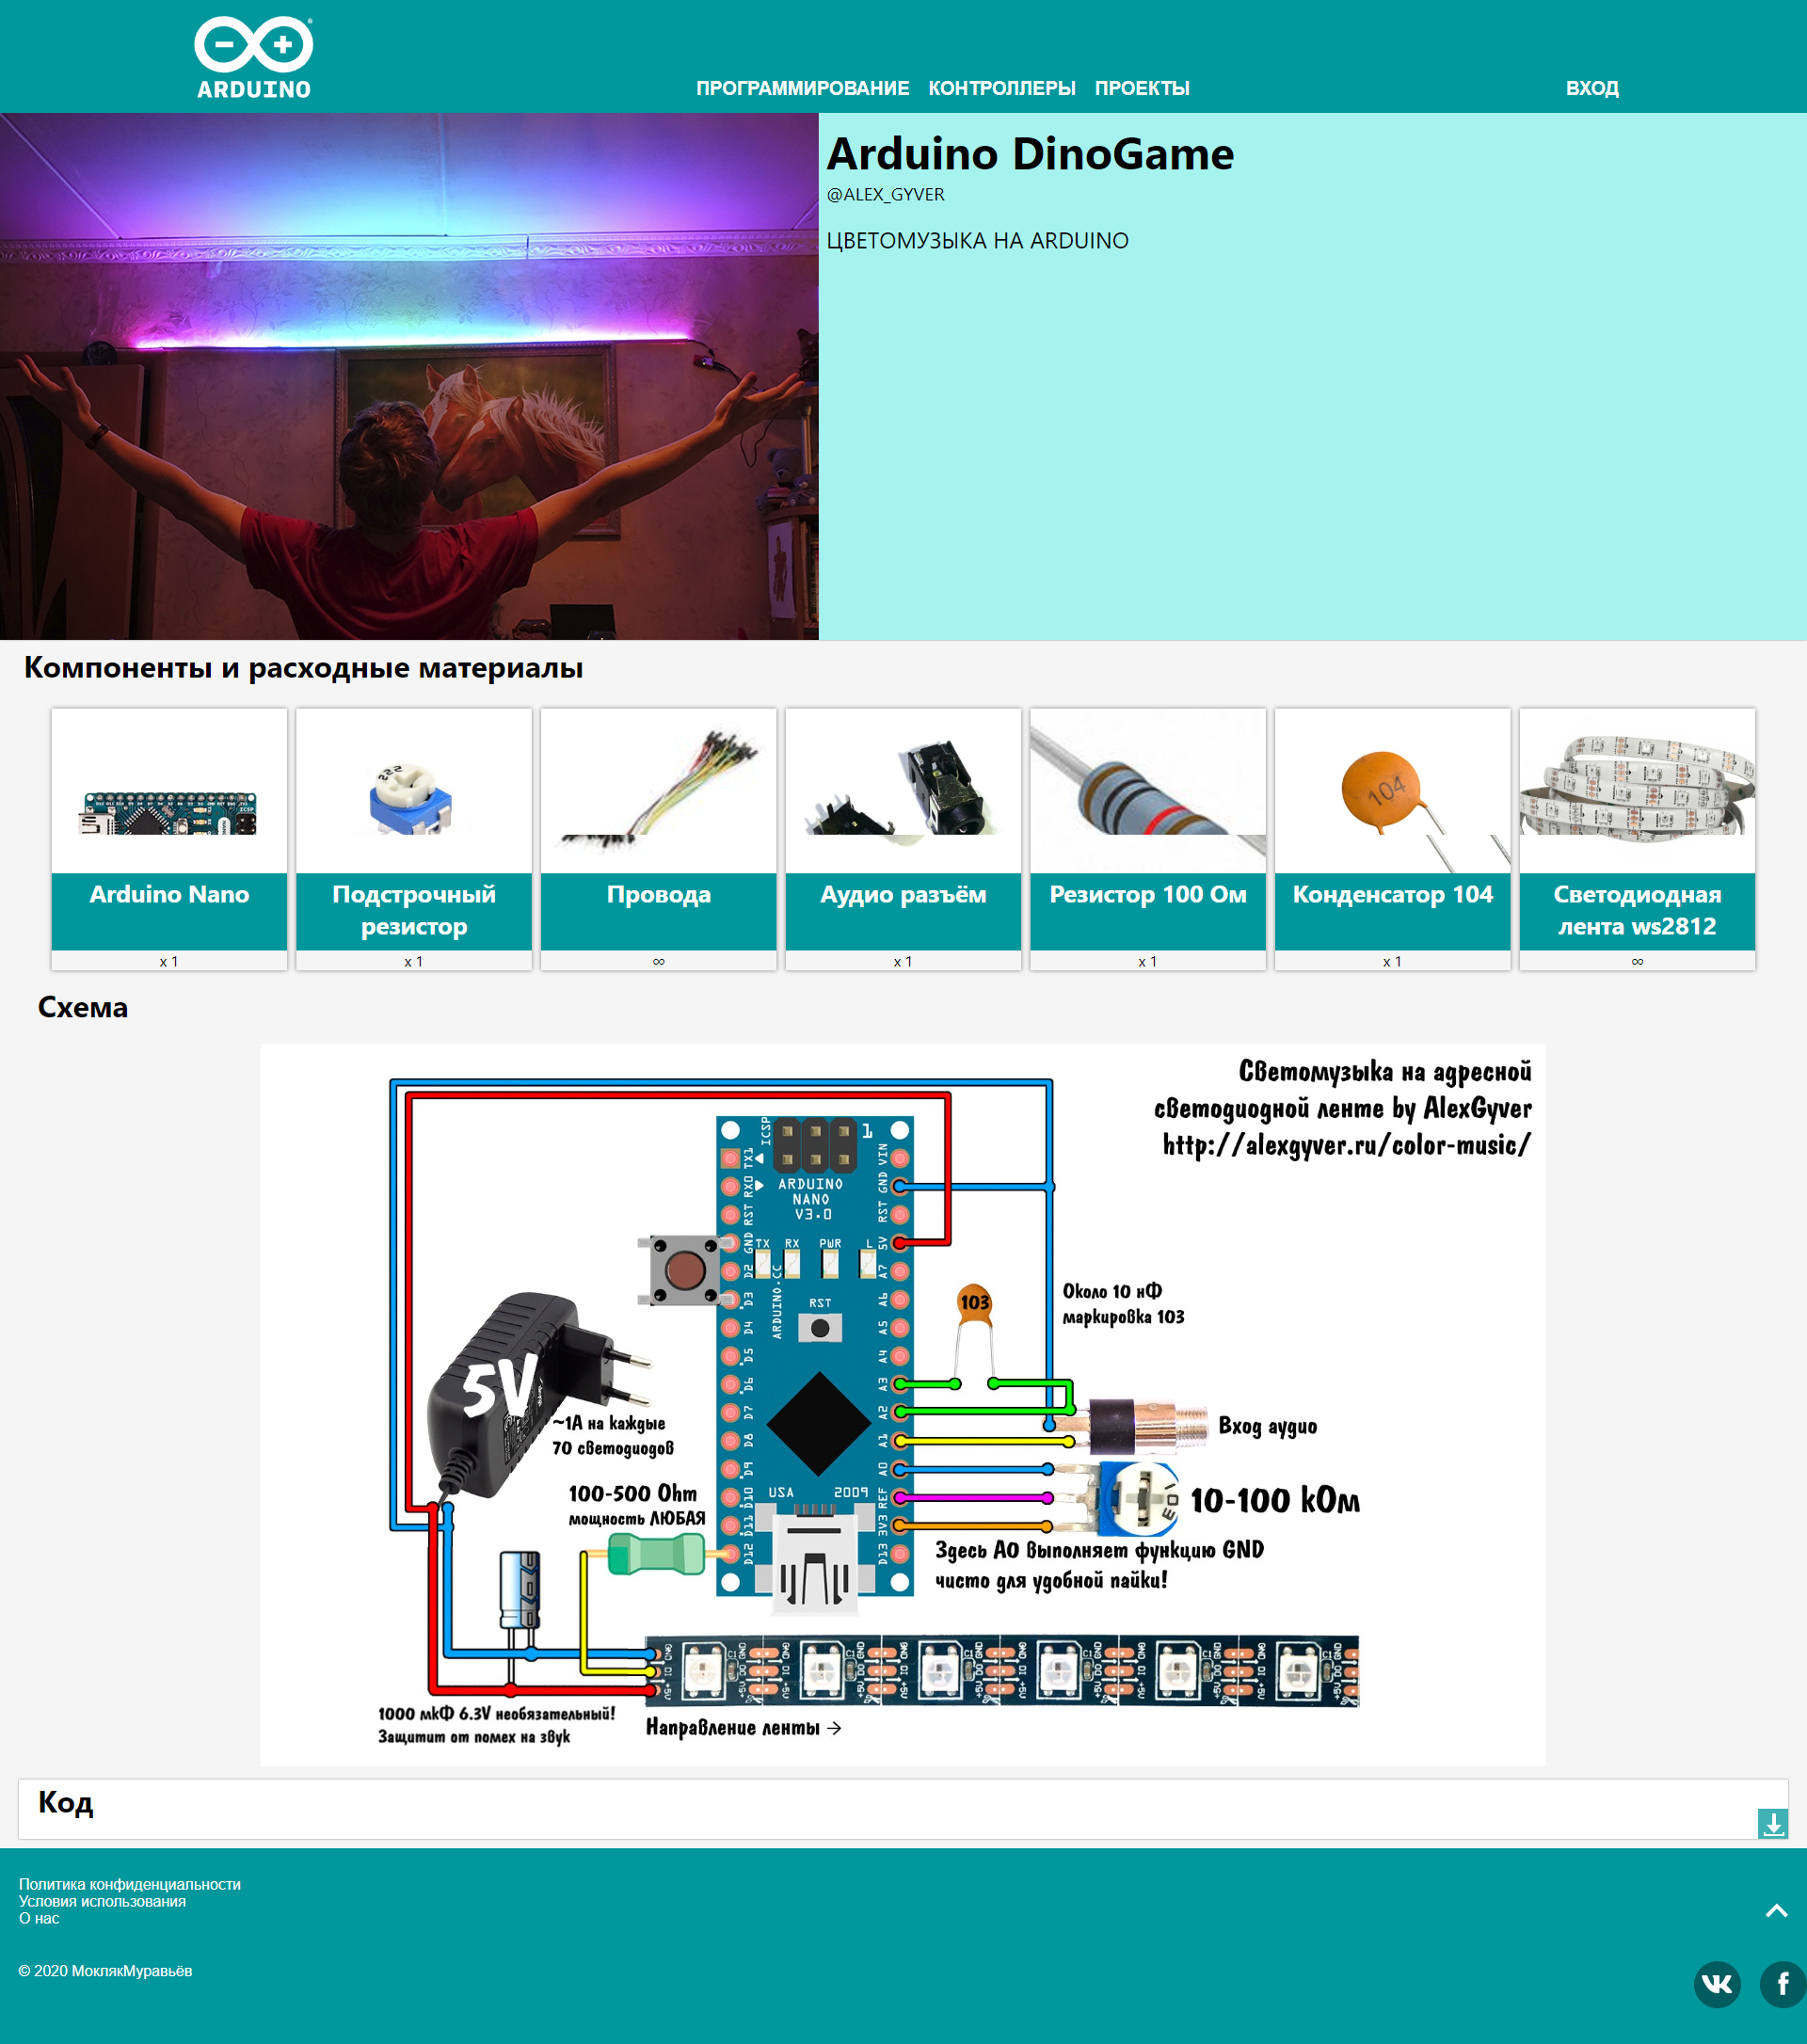 ARDUINO
ПРОГРАММИРОВАНИЕ КОНТРОЛЛЕРЫ ПРОЕКТЫ
ВХОД
Arduino DinoGame
@ALEX_GYVER
ЦВЕТОМУЗЫКА НА ARDUINO
Компоненты и расходные материалы
222
104
Arduino Nano
x 1
Подстрочный
резистор
x 1
Провода
∞
Аудио разъём
x 1
Резистор 100 Ом
x 1
Конденсатор 104
x 1
Светодиодная
лента ws2812
∞
Схема
Светомузыка на адресной
светодиодной ленте by AlexGyver
http://alexgyver.ru/color-music/
ICSP
1
ARDUINO
NANO
V3.0
TX1
RX0
RST
GND
D2
D3
D4
D5
D6
D7
D8
D9
D10
D11
D12
VIN
GND
RST
5V
A7
A6
A5
A4
A3
A2
A1
A0
REF
3V3
D13
TX RX PWR L
ARDUINO.CC
RST
USA 2009
103
Около 10 нФ
маркировка 103
5V
~1А на каждые
70 светодиодов
Вход аудио
100-500 Ohm
мощность ЛЮБАЯ
10-100 kОм
Здесь А0 выполняет функцию GND
чисто для удобной пайки!
1000 мкФ 6.3V необязательный!
Защитит от помех на звук
Направление ленты →
Код
Политика конфиденциальности
Условия использования
О нас
© 2020 МоклякМуравьёв